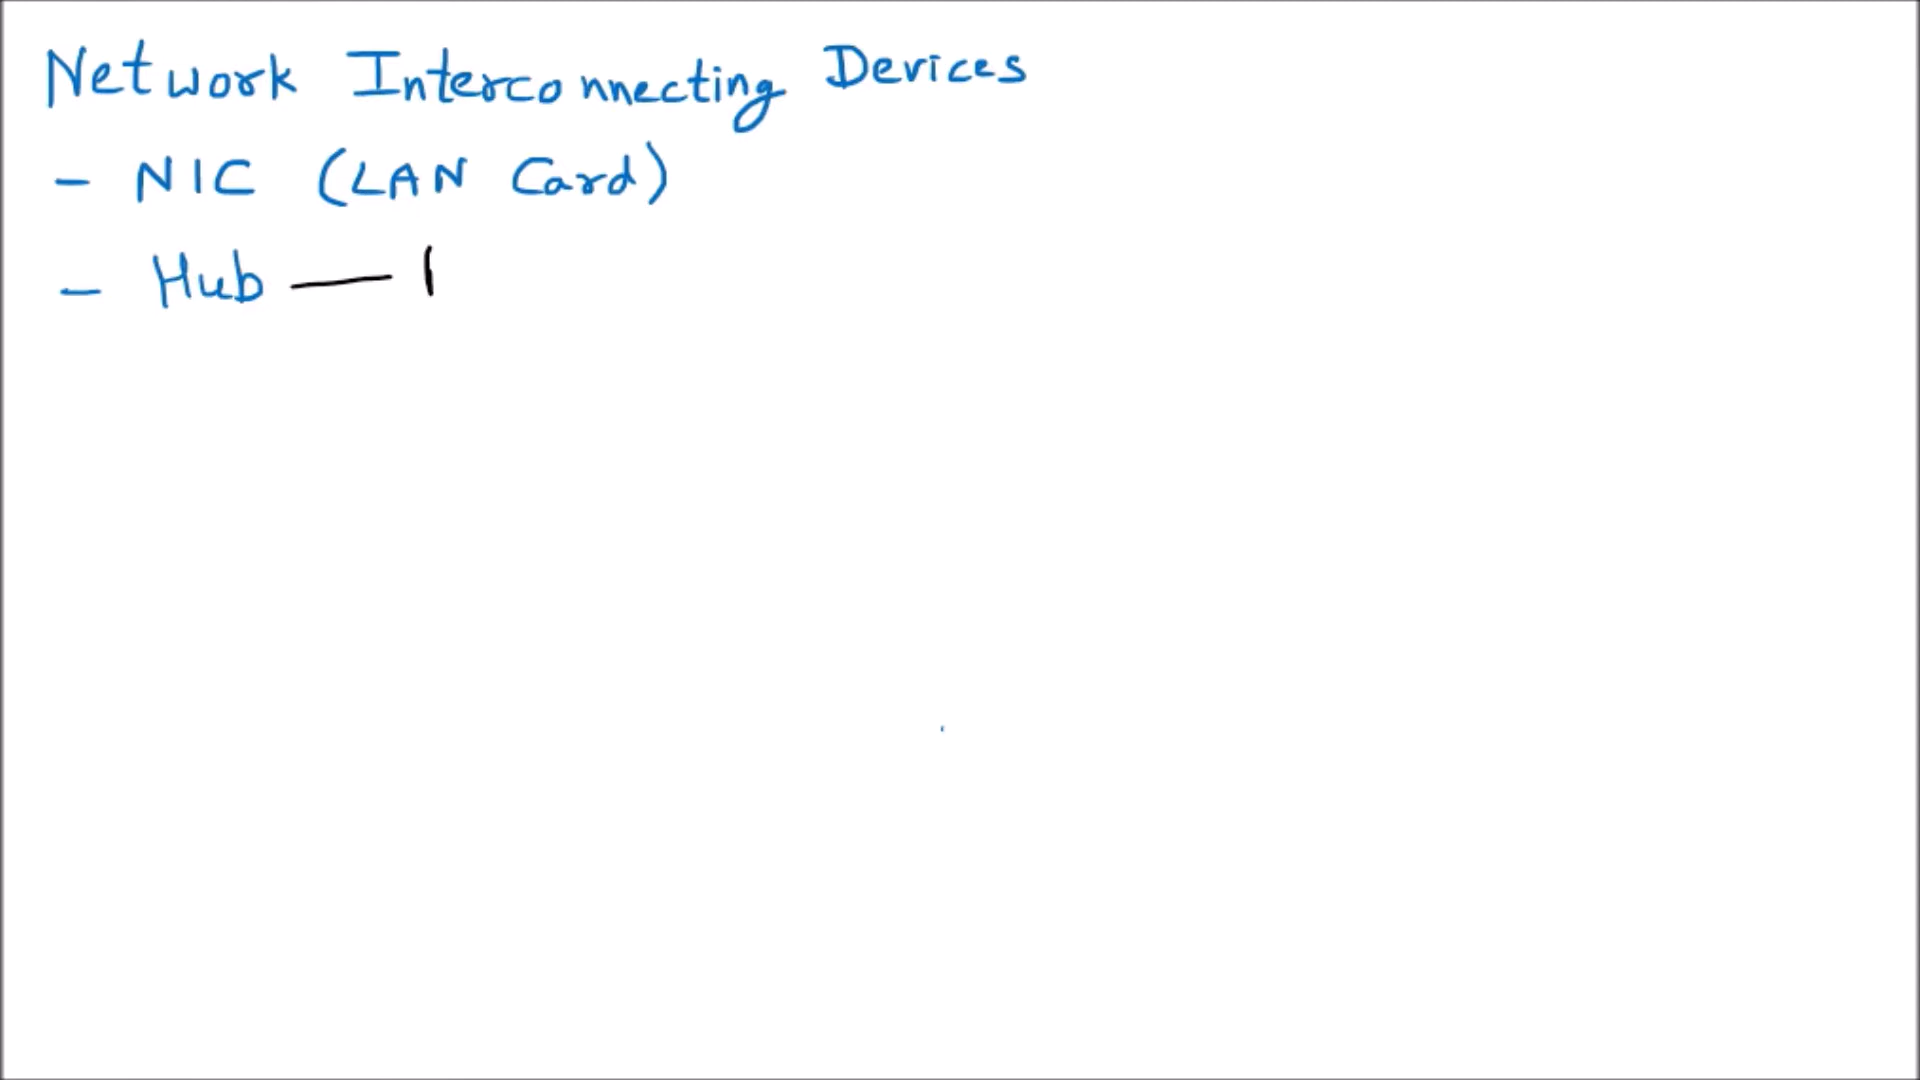 Network Interconnecting Devices
- NIC (LAN Card)
- Hub —